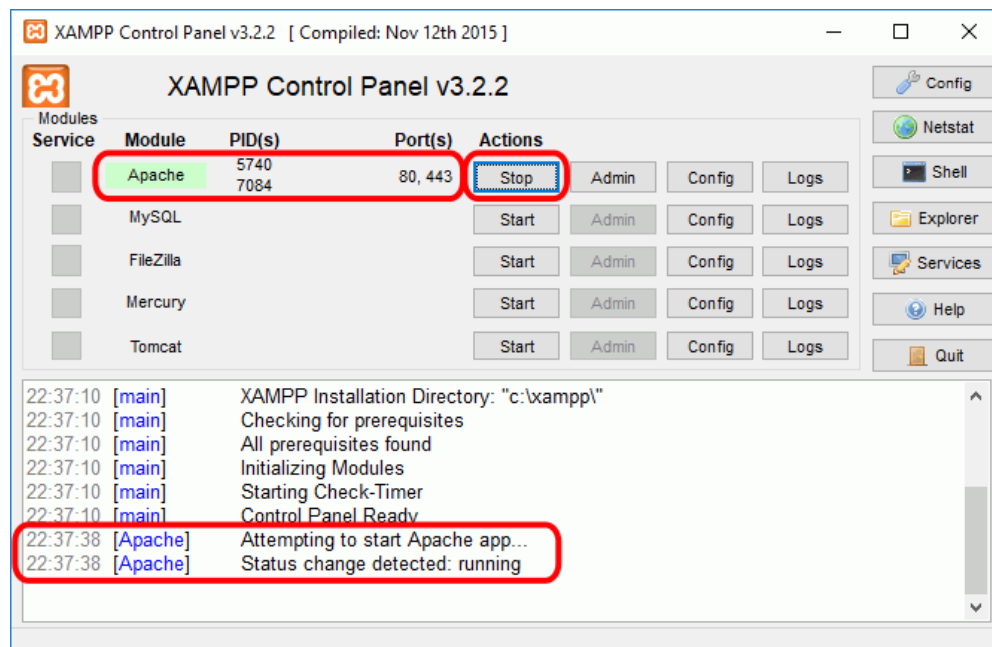 XAMPP Control Panel v3.2.2 [ Compiled: Nov 12th 2015 ]
XAMPP Control Panel v3.2.2
Config
Modules
Service Module PID(s) Port(s) Actions
Netstat
Apache 5740 7084 80, 443 Stop Admin Config Logs
Shell
MySQL Start Admin Config Logs
Explorer
FileZilla Start Admin Config Logs
Services
Mercury Start Admin Config Logs
Help
Tomcat Start Admin Config Logs
Quit
22:37:10 [main] XAMPP Installation Directory: "c:\xampp\"
22:37:10 [main] Checking for prerequisites
22:37:10 [main] All prerequisites found
22:37:10 [main] Initializing Modules
22:37:10 [main] Starting Check-Timer
22:37:10 [main] Control Panel Ready
22:37:38 [Apache] Attempting to start Apache app...
22:37:38 [Apache] Status change detected: running